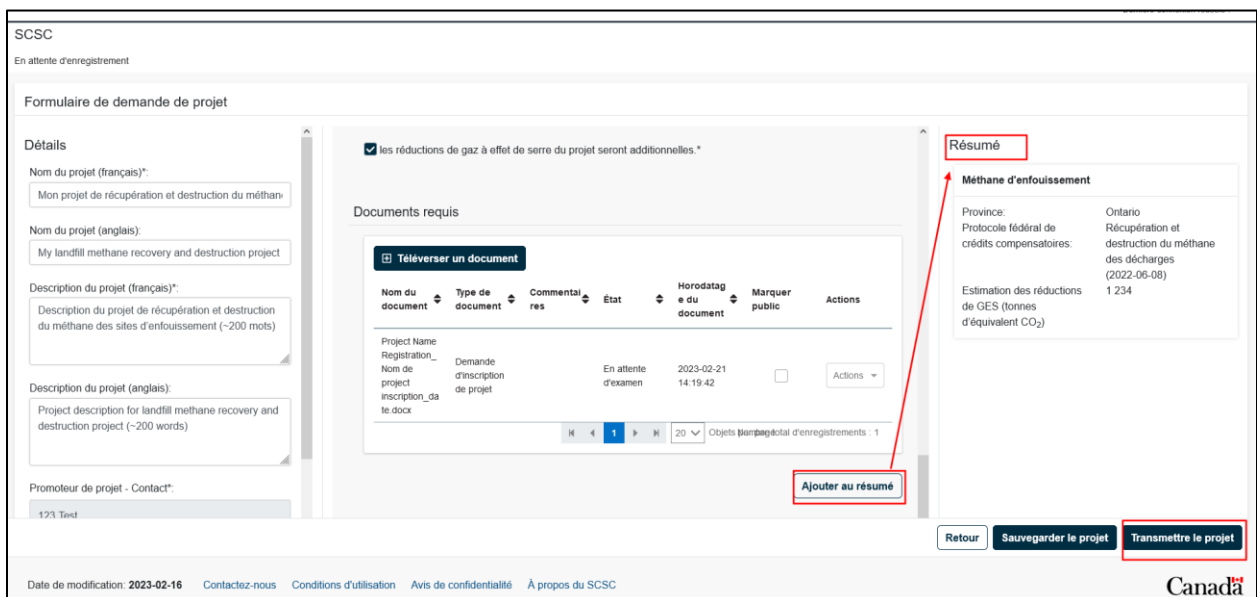 SCSC
En attente d'enregistrement
Formulaire de demande de projet
Détails
Nom du projet (français)*:
Mon projet de récupération et destruction du méthan
Nom du projet (anglais):
My landfill methane recovery and destruction project
Description du projet (français)*:
Description du projet de récupération et destruction
du méthane des sites d'enfouissement (~200 mots)
Description du projet (anglais):
Project description for landfill methane recovery and
destruction project (~200 words)
Promoteur de projet - Contact*:
123 Test
les réductions de gaz à effet de serre du projet seront additionnelles.*
Documents requis
Téléverser un document
Nom du document
Type de document
Commentai res
État
Horodatag e du document
Marquer public
Actions
Project Name
Registration_
Nom de
project
inscription_da
te.docx
Demande
d'inscription
de projet
En attente
d'examen
2023-02-21
14:19:42
Actions
1
20
Objets
total d'enregistrements : 1
Ajouter au résumé
Résumé
Méthane d'enfouissement
Province:
Ontario
Protocole fédéral de
crédits compensatoires:
Récupération et
destruction du méthane
des décharges
(2022-06-08)
Estimation des réductions
de GES (tonnes
d'équivalent CO₂)
1 234
Retour
Sauvegarder le projet
Transmettre le projet
Date de modification: 2023-02-16 Contactez-nous Conditions d'utilisation Avis de confidentialité À propos du SCSC
Canada